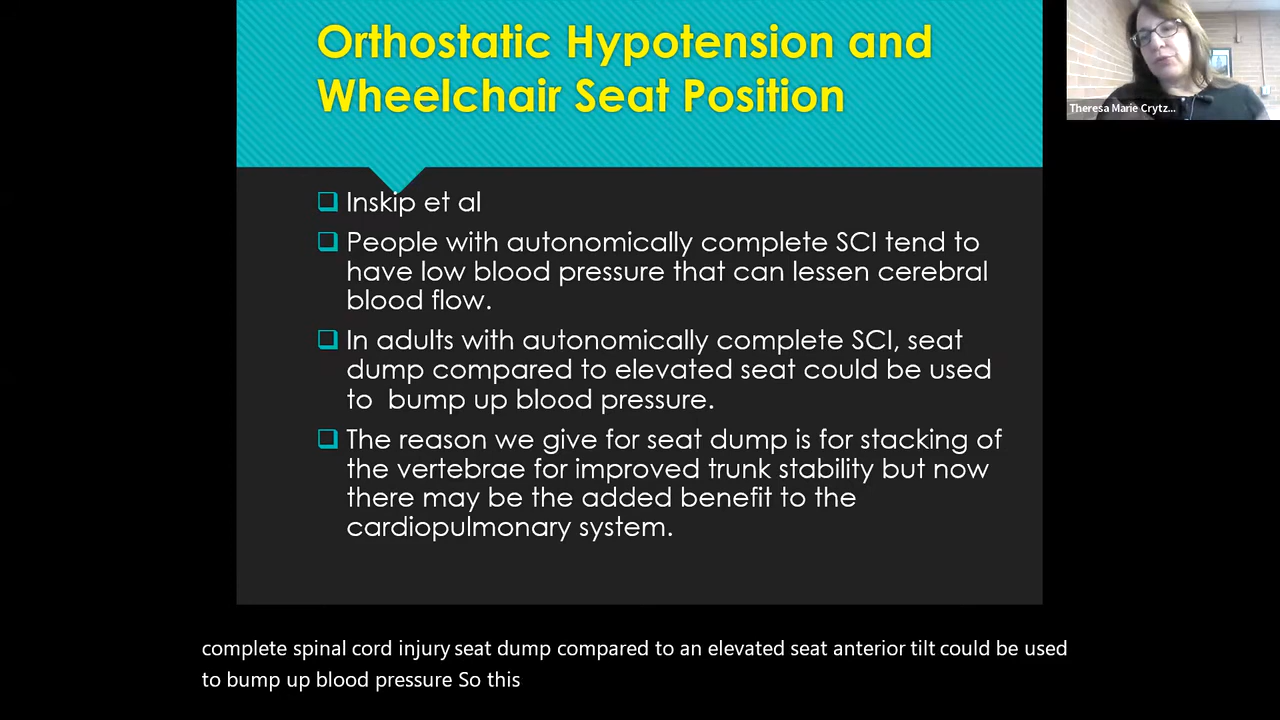 Orthostatic Hypotension and
Wheelchair Seat Position
Theresa Marie Crytz...
Inskip et al
People with autonomically complete SCI tend to
have low blood pressure that can lessen cerebral
blood flow.
In adults with autonomically complete SCI, seat
dump compared to elevated seat could be used
to  bump up blood pressure.
The reason we give for seat dump is for stacking of
the vertebrae for improved trunk stability but now
there may be the added benefit to the
cardiopulmonary system.
complete spinal cord injury seat dump compared to an elevated seat anterior tilt could be used
to bump up blood pressure So this